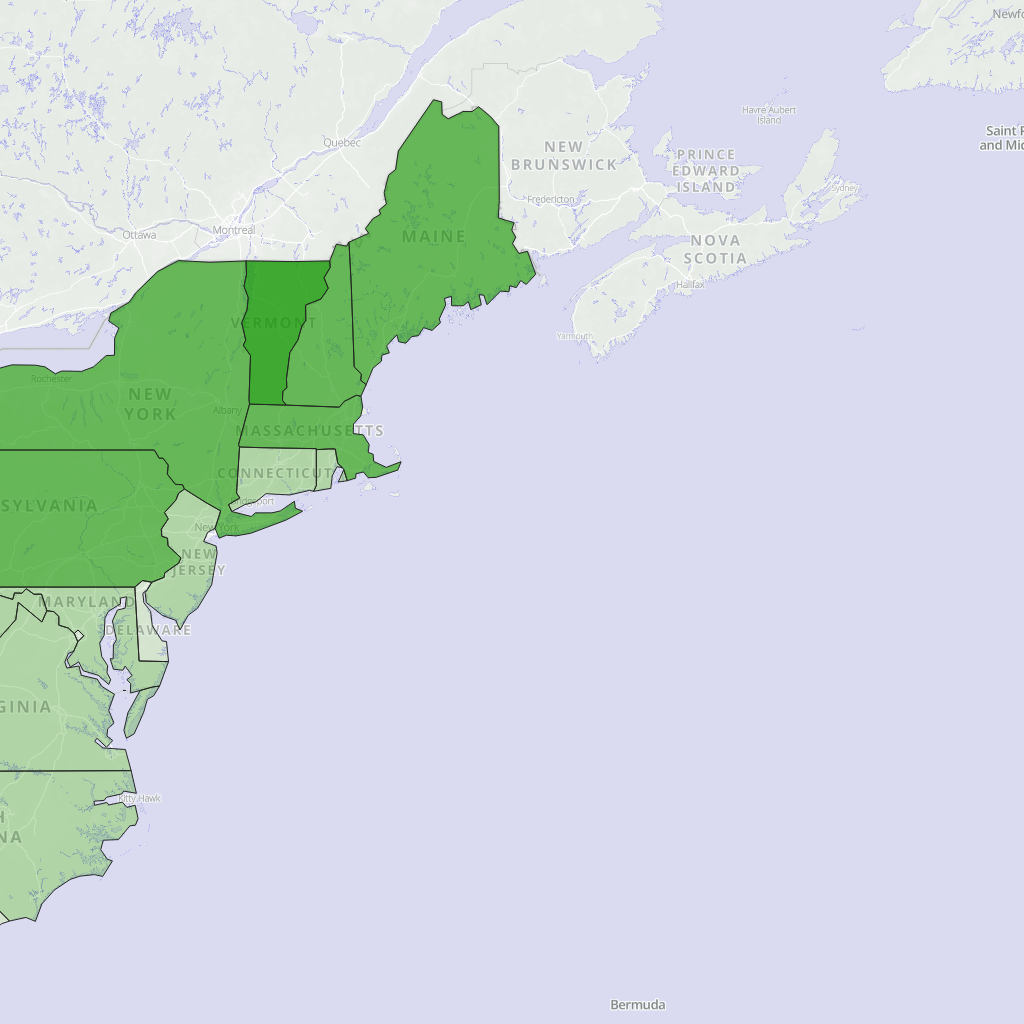 Newfo
Havre Aubert
Island
Saint P
and Mic
Quebec
NEW
BRUNSWICK
PRINCE
EDWARD
ISLAND
Sydney
Fredericton
Ottawa
Montreal
MAINE
NOVA
SCOTIA
Halifax
VERMONT
Yarmouth
Rochester
NEW
YORK
Albany
MASSACHUSETTS
CONNECTICUT
SYLVANIA
New York
NEW
JERSEY
MARYLAND
DELAWARE
GINIA
Kitty Hawk
H
NA
Bermuda